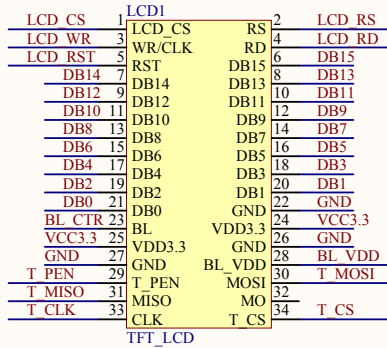 LCD1
LCD_CS 1 LCD_CS RS 2 LCD_RS
LCD_WR 3 WR/CLK RD 4 LCD_RD
LCD_RST 5 RST DB15 6 DB15
DB14 7 DB14 DB13 8 DB13
DB12 9 DB12 DB11 10 DB11
DB10 11 DB10 DB9 12 DB9
DB8 13 DB8 DB7 14 DB7
DB6 15 DB6 DB5 16 DB5
DB4 17 DB4 DB3 18 DB3
DB2 19 DB2 DB1 20 DB1
DB0 21 DB0 GND 22 GND
BL_CTR 23 BL VDD3.3 24 VCC3.3
VCC3.3 25 VDD3.3 GND 26 GND
GND 27 GND BL_VDD 28 BL_VDD
T_PEN 29 T_PEN MOSI 30 T_MOSI
T_MISO 31 MISO MO 32
T_CLK 33 CLK T_CS 34 T_CS
TFT_LCD